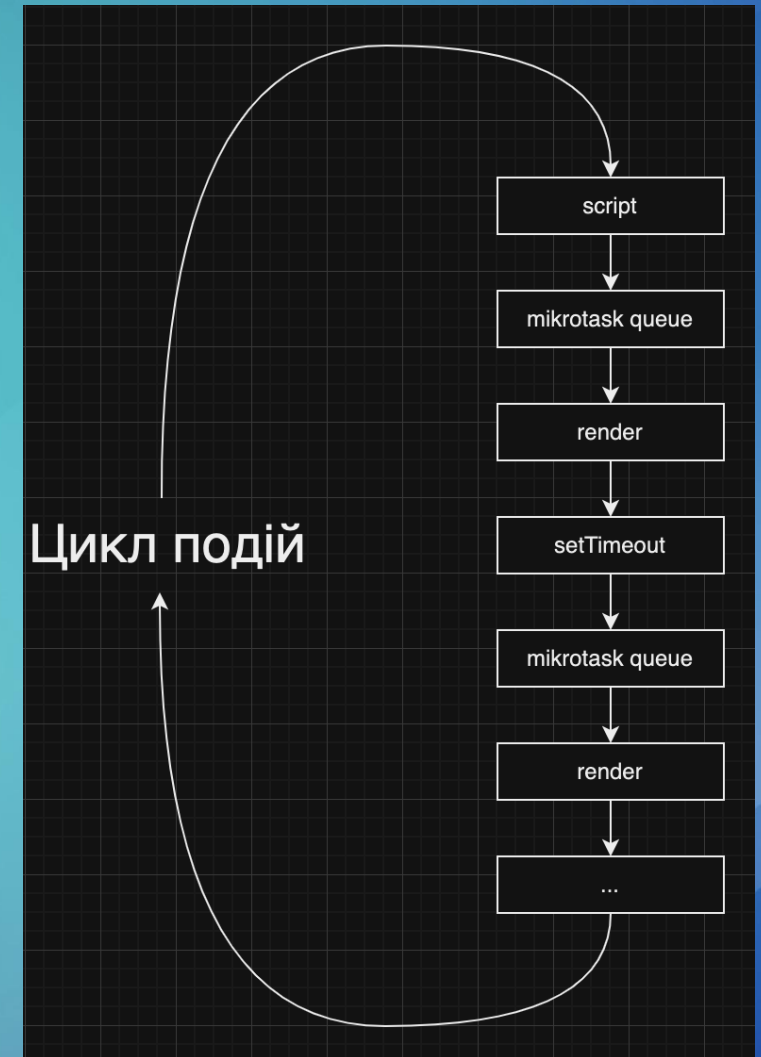 script
mikrotask queue
render
Цикл подій
setTimeout
mikrotask queue
render
...